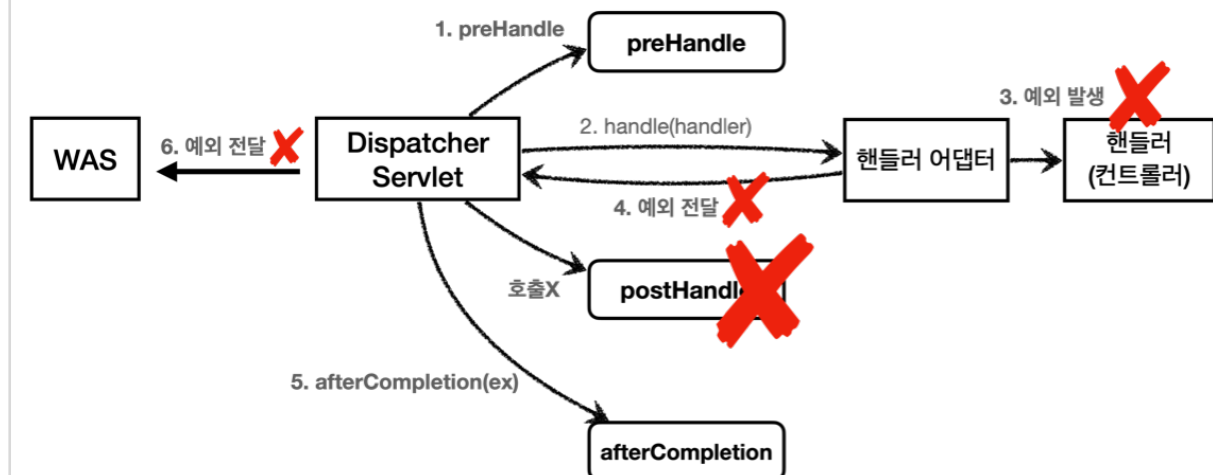 1. preHandle
preHandle
3. 예외 발생
2. handle(handler)
WAS
6. 예외 전달
Dispatcher
Servlet
핸들러 어댑터
핸들러
(컨트롤러)
4. 예외 전달
호출X
postHandle
5. afterCompletion(ex)
afterCompletion